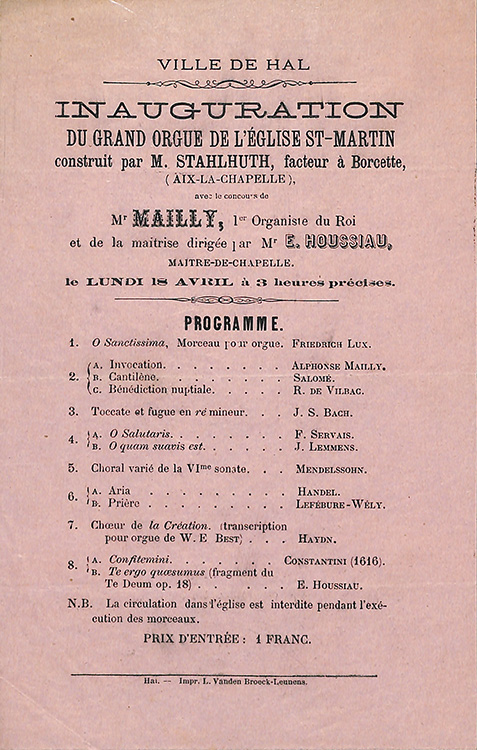 VILLE DE HAL
INAUGURATION
DU GRAND ORGUE DE L'ÉGLISE ST-MARTIN
construit par M. STAHLHUTH, facteur à Borcette,
(AIX-LA-CHAPELLE),
avec le concours de
Mr MAILLY, 1er Organiste du Roi
et de la maîtrise dirigée par Mr E. HOUSSIAU,
MAITRE-DE-CHAPELLE.
le LUNDI 18 AVRIL à 3 heures précises.
PROGRAMME.
1. O Sanctissima, Morceau pour orgue. FRIEDRICH LUX.
2. A. Invocation. . . . . . . . ALPHONSE MAILLY.
B. Cantilène. . . . . . . . SALOMÉ.
C. Bénédiction nuptiale. . . . . R. DE VILBAC.
3. Toccate et fugue en ré mineur. . . J. S. BACH.
4. A. O Salutaris. . . . . . . . F. SERVAIS.
B. O quam suavis est. . . . . . J. LEMMENS.
5. Choral varié de la VIme sonate. . . MENDELSSOHN.
6. A. Aria . . . . . . . . . HANDEL.
B. Prière. . . . . . . . . LEFÉBURE-WÉLY.
7. Chœur de la Création. (transcription
pour orgue de W. E BEST) . . . HAYDN.
8. A. Confitemini. . . . . . . CONSTANTINI (1616).
B. Te ergo quæsumus (fragment du
Te Deum op. 18) . . . . . . E. HOUSSIAU.
N.B. La circulation dans l'église est interdite pendant l'exé-
cution des morceaux.
PRIX D'ENTRÉE : 1 FRANC.
Hal. — Impr. L. Vanden Broeck-Leunens.